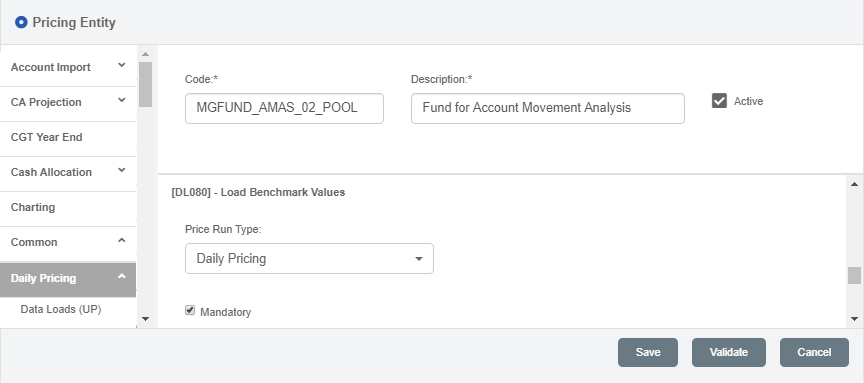 Pricing Entity
Account Import
CA Projection
CGT Year End
Cash Allocation
Charting
Common
Daily Pricing
Data Loads (UP)
Code:*
Description:*
MGFUND_AMAS_02_POOL
Fund for Account Movement Analysis
Active
[DL080] - Load Benchmark Values
Price Run Type:
Daily Pricing
Mandatory
Save
Validate
Cancel